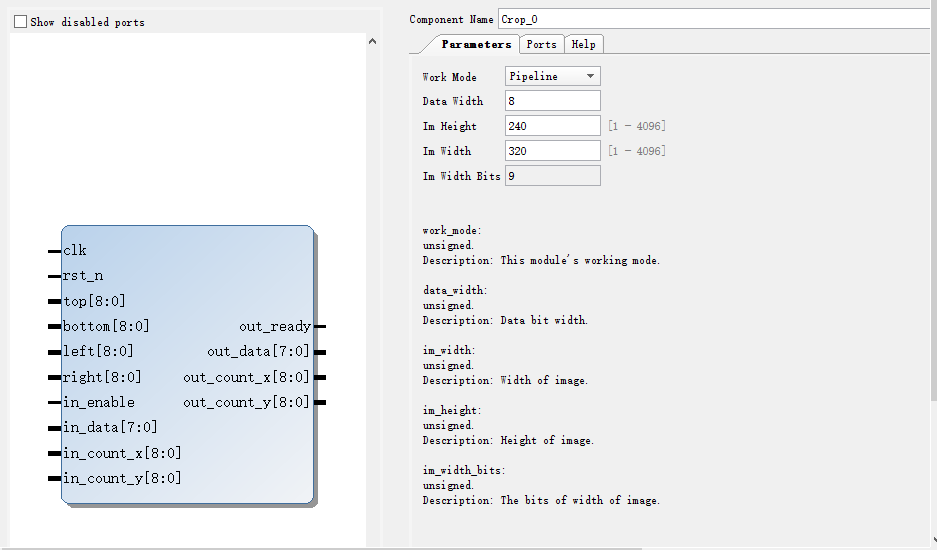 Show disabled ports
clk
rst_n
top[8:0]
bottom[8:0]
left[8:0]
right[8:0]
in_enable
in_data[7:0]
in_count_x[8:0]
in_count_y[8:0]
out_ready
out_data[7:0]
out_count_x[8:0]
out_count_y[8:0]
Component Name Crop_0
Parameters Ports Help
Work Mode Pipeline
Data Width 8
Im Height 240 [1 - 4096]
Im Width 320 [1 - 4096]
Im Width Bits 9
work_mode:
unsigned.
Description: This module's working mode.
data_width:
unsigned.
Description: Data bit width.
im_width:
unsigned.
Description: Width of image.
im_height:
unsigned.
Description: Height of image.
im_width_bits:
unsigned.
Description: The bits of width of image.